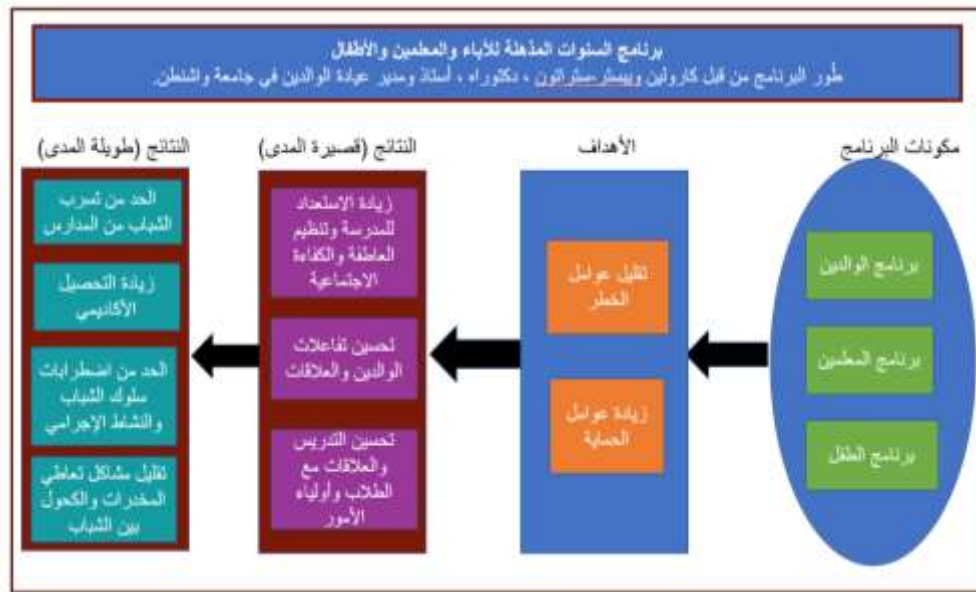 برنامج السنوات المذهلة للآباء والمعلمين والأطفال
طُور البرنامج من قبل كارولين ويبستر-ستراتون ، دكتوراه ، أستاذ ومدير عيادة الوالدين في جامعة واشنطن.
مكونات البرنامج
برنامج الوالدين
برنامج المعلمين
برنامج الطفل
الأهداف
تقليل عوامل
الخطر
زيادة عوامل
الحماية
النتائج (قصيرة المدى)
زيادة الاستعداد
للمدرسة وتنظيم
العاطفة والكفاءة
الاجتماعية
تحسين تفاعلات
الوالدين والعلاقات
تحسين التدريس
والعلاقات مع
الطلاب وأولياء
الأمور
النتائج (طويلة المدى)
الحد من تسرب
الشباب من المدارس
زيادة التحصيل
الأكاديمي
الحد من اضطرابات
سلوك الشباب
والنشاط الإجرامي
تقليل مشاكل تعاطي
المخدرات والكحول
بين الشباب